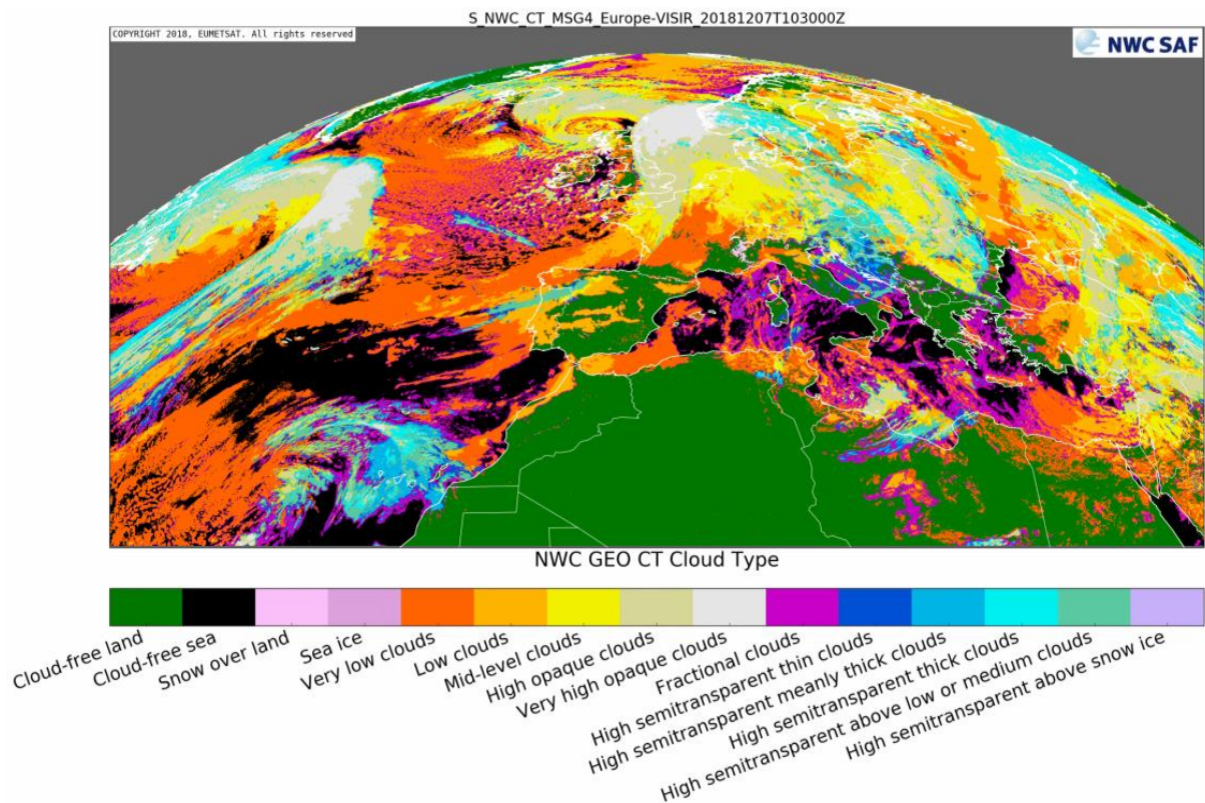 S_NWC_CT_MSG4_Europe-VISIR_20181207T103000Z
COPYRIGHT 2018, EUMETSAT. All rights reserved
NWC SAF
NWC GEO CT Cloud Type
Cloud-free land
Cloud-free sea
Snow over land
Sea ice
Very low clouds
Low clouds
Mid-level clouds
High opaque clouds
Very high opaque clouds
Fractional clouds
High semitransparent thin clouds
High semitransparent meanly thick clouds
High semitransparent thick clouds
High semitransparent above low or medium clouds
High semitransparent above snow ice